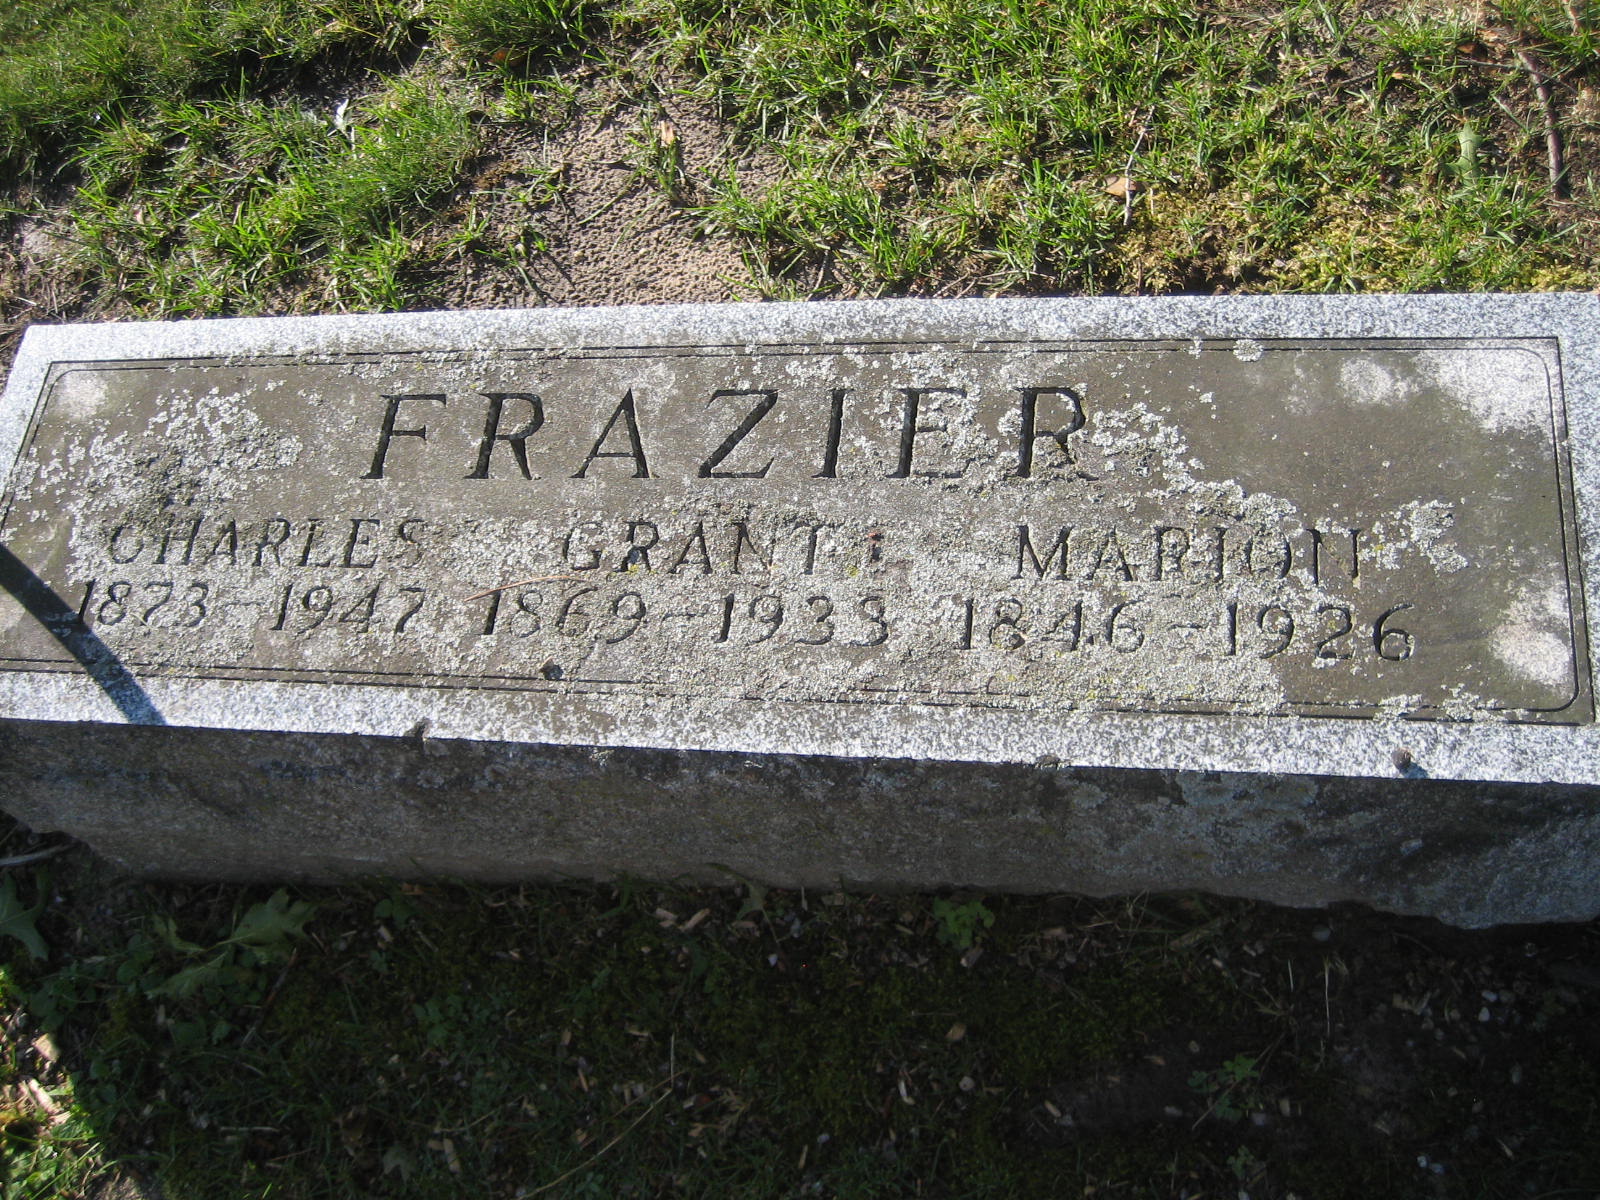 FRAZIER
CHARLES GRANT MARION
1873-1947 1869-1933 1846-1926